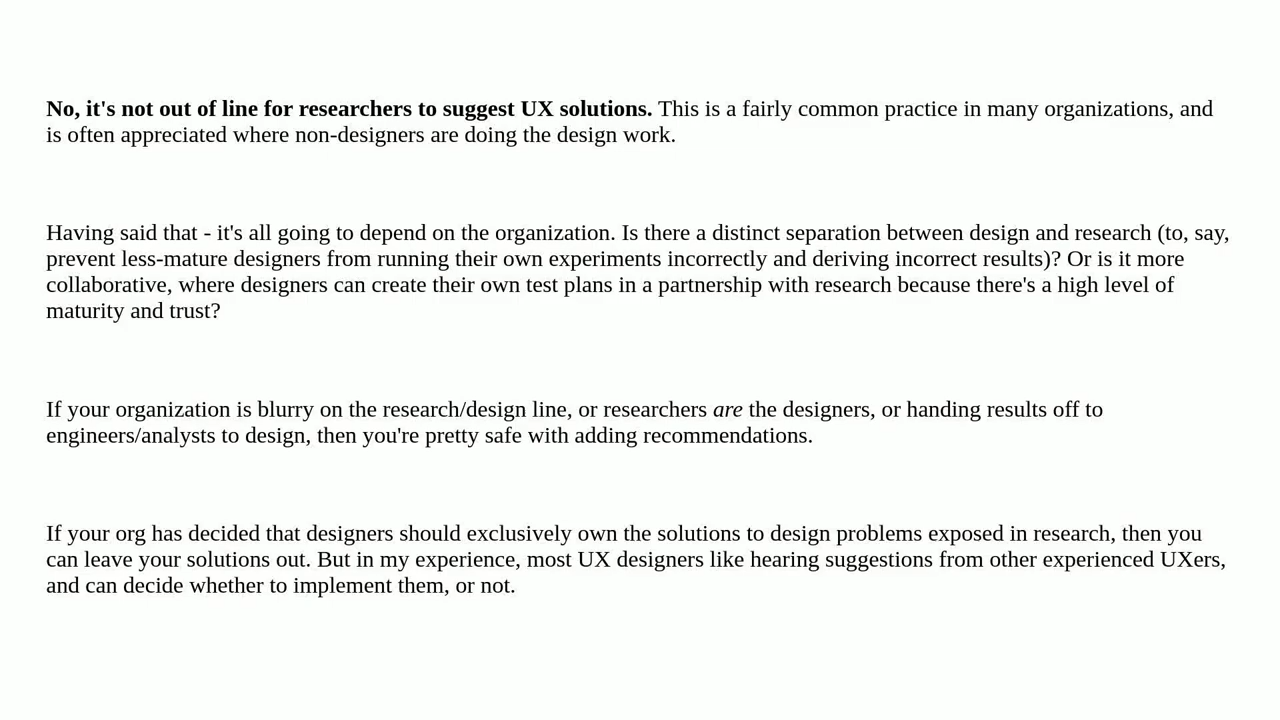 No, it's not out of line for researchers to suggest UX solutions. This is a fairly common practice in many organizations, and
is often appreciated where non-designers are doing the design work.
Having said that - it's all going to depend on the organization. Is there a distinct separation between design and research (to, say,
prevent less-mature designers from running their own experiments incorrectly and deriving incorrect results)? Or is it more
collaborative, where designers can create their own test plans in a partnership with research because there's a high level of
maturity and trust?
If your organization is blurry on the research/design line, or researchers are the designers, or handing results off to
engineers/analysts to design, then you're pretty safe with adding recommendations.
If your org has decided that designers should exclusively own the solutions to design problems exposed in research, then you
can leave your solutions out. But in my experience, most UX designers like hearing suggestions from other experienced UXers,
and can decide whether to implement them, or not.